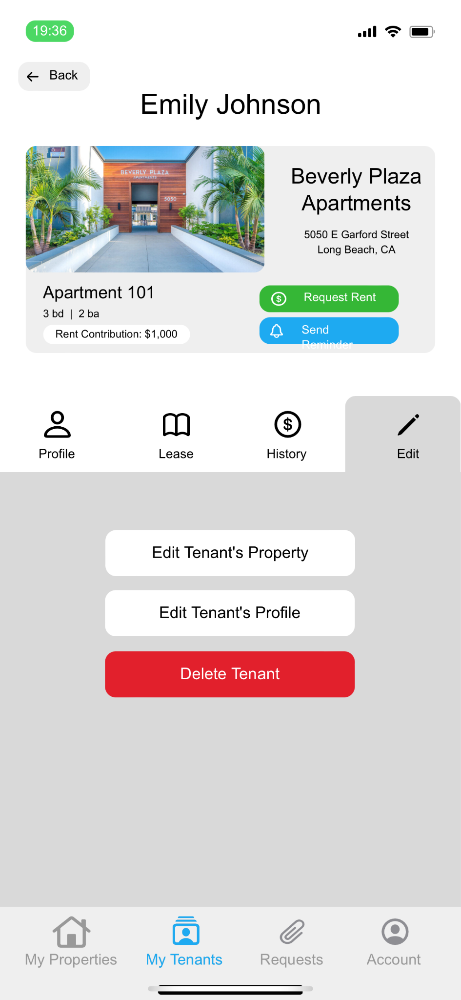 19:36
Back
Emily Johnson
BEVERLY PLAZA
APARTMENTS
5050
Beverly Plaza
Apartments
5050 E Garford Street
Long Beach, CA
Apartment 101
3 bd | 2 ba
Rent Contribution: $1,000
Request Rent
Send
Reminder
Profile
Lease
History
Edit
Edit Tenant's Property
Edit Tenant's Profile
Delete Tenant
My Properties
My Tenants
Requests
Account